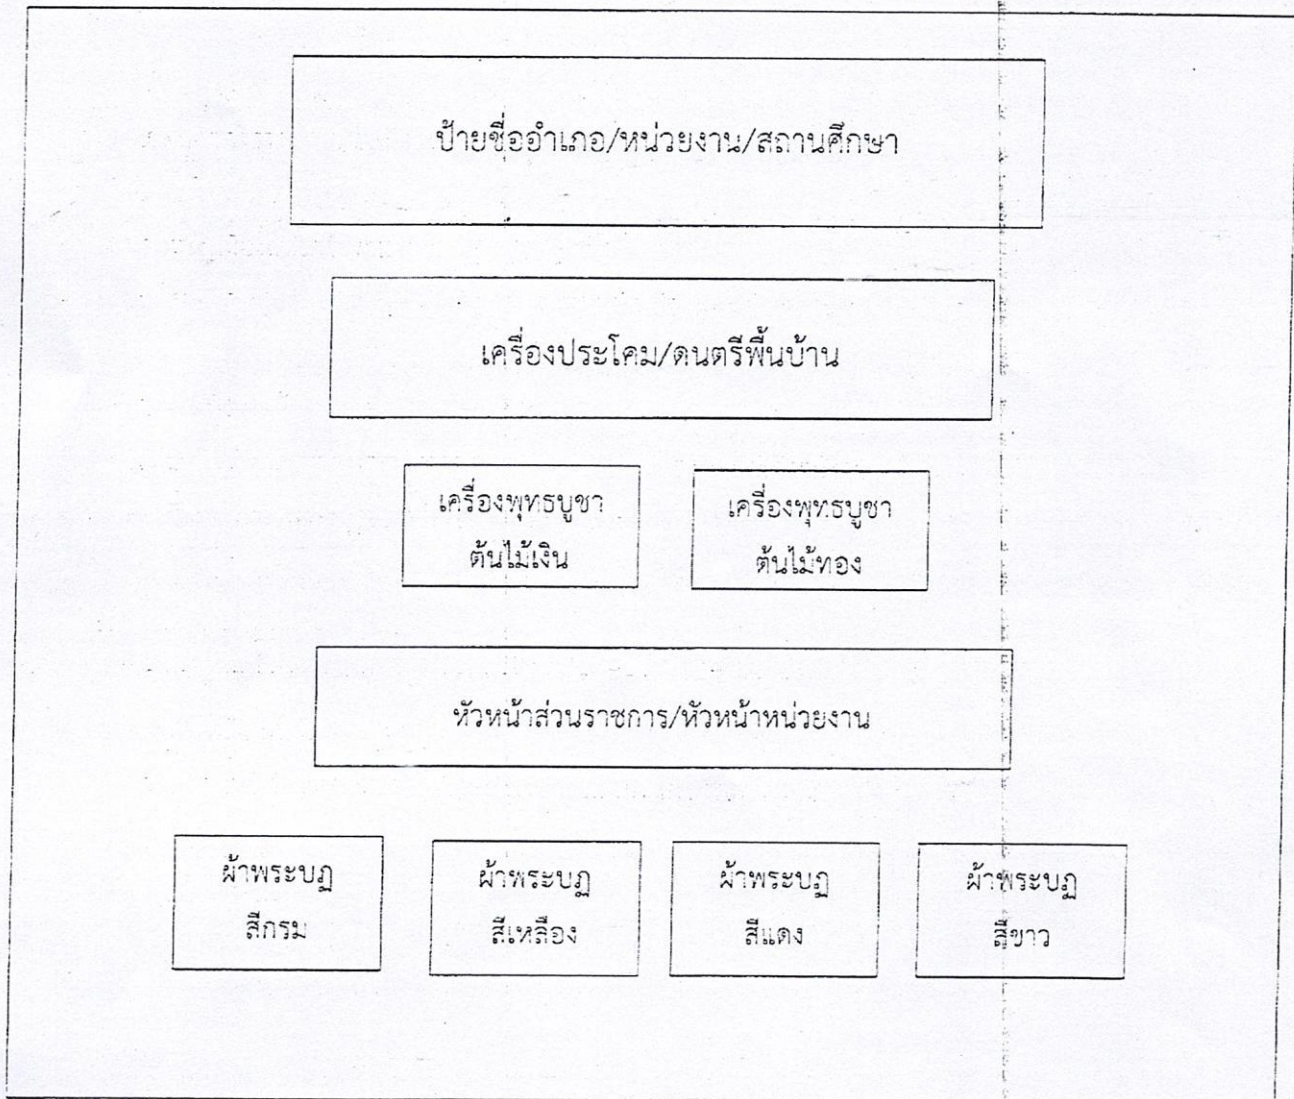 ป้ายชื่ออำเภอ/หน่วยงาน/สถานศึกษา
เครื่องประโคม/ดนตรีพื้นบ้าน
เครื่องพุทธบูชา
ต้นไม้เงิน
เครื่องพุทธบูชา
ต้นไม้ทอง
หัวหน้าส่วนราชการ/หัวหน้าหน่วยงาน
ผ้าพระบฏ
สีกรม
ผ้าพระบฏ
สีเหลือง
ผ้าพระบฏ
สีแดง
ผ้าพระบฏ
สีขาว